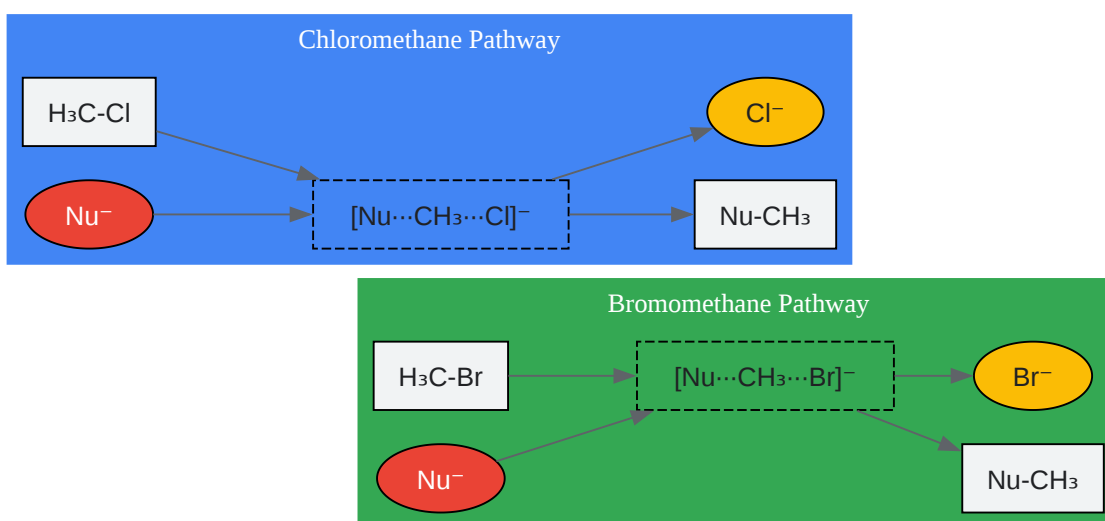 Chloromethane Pathway
H₃C-Cl
Cl⁻
Nu⁻
[Nu···CH₃···Cl]⁻
Nu-CH₃
Bromomethane Pathway
H₃C-Br
[Nu···CH₃···Br]⁻
Br⁻
Nu⁻
Nu-CH₃